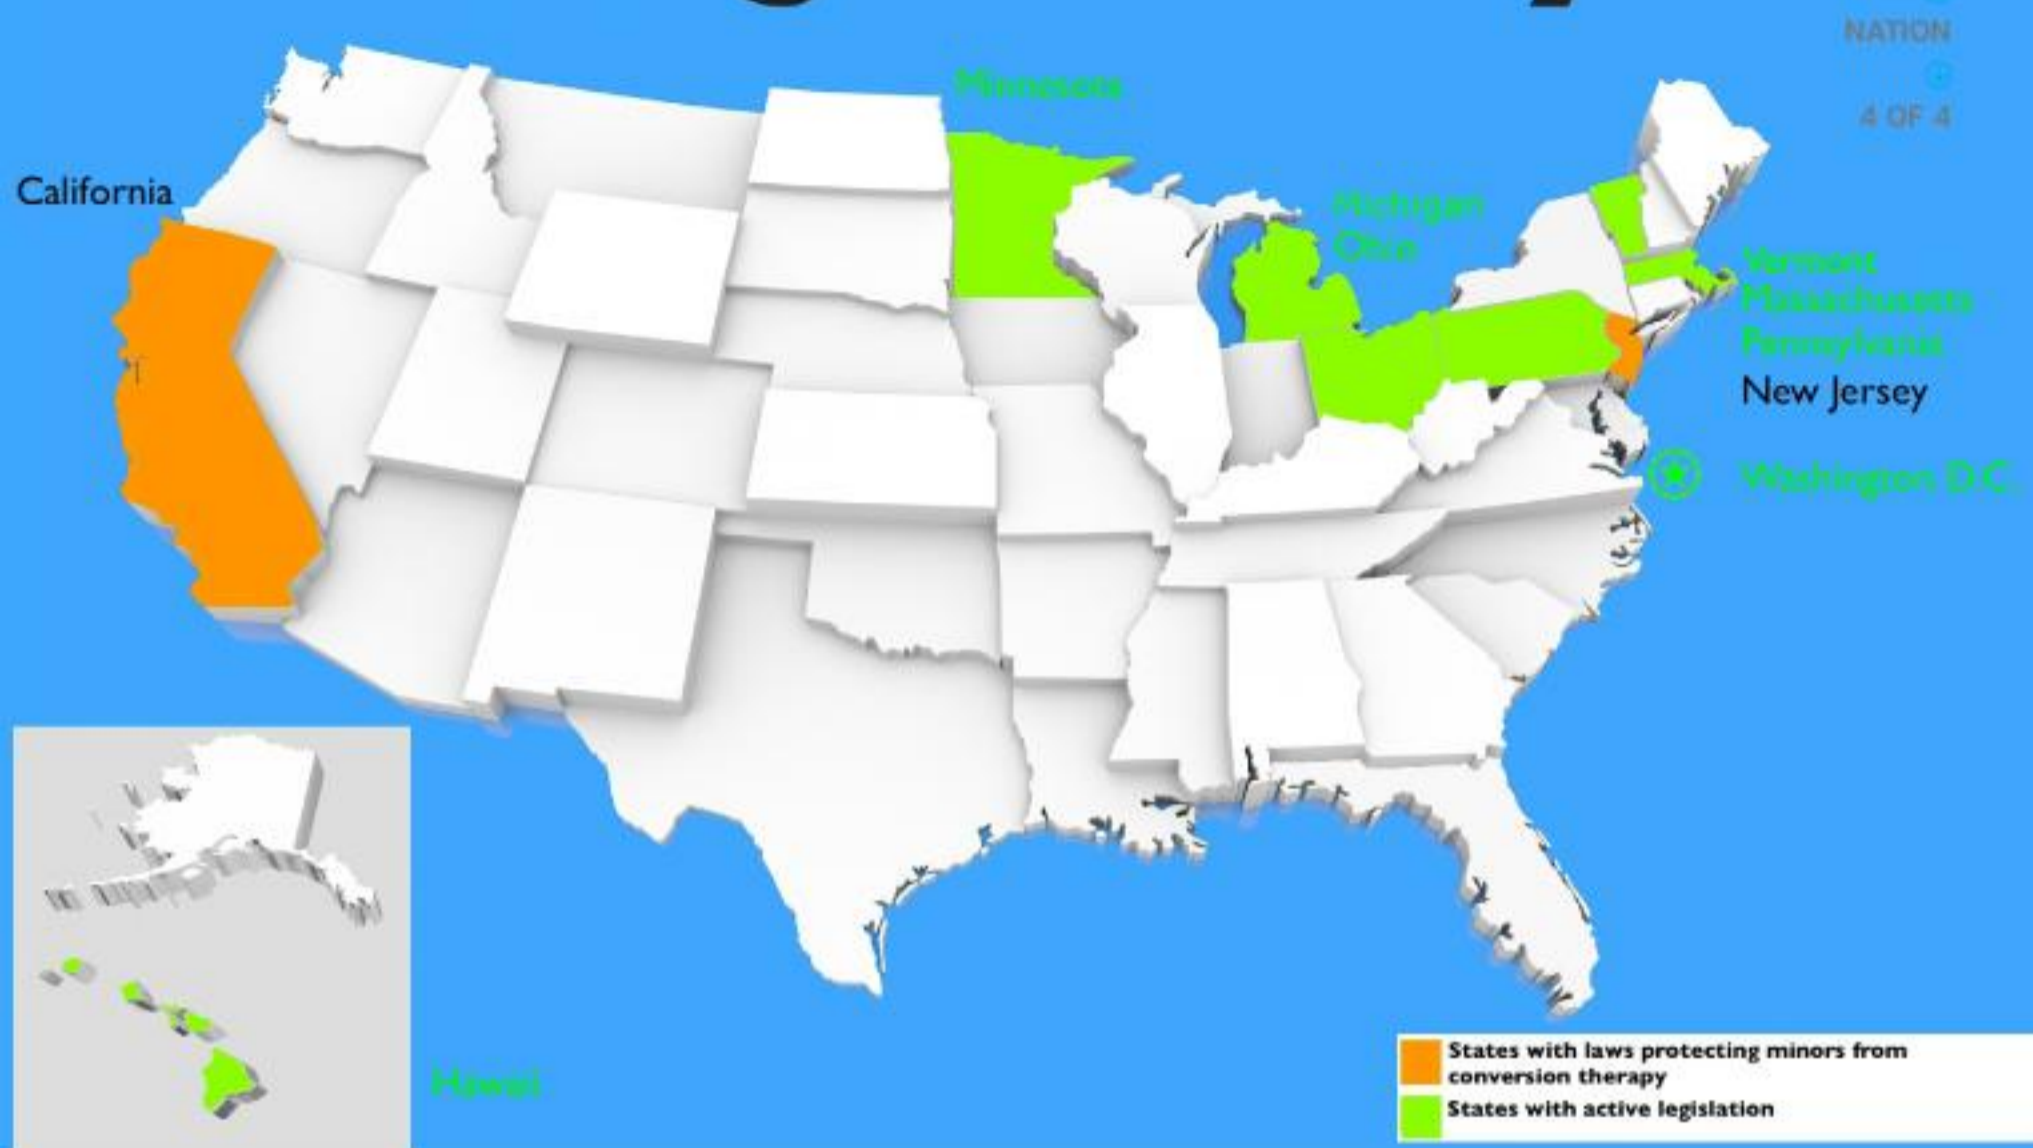 NATION
4 OF 4
Minnesota
California
Michigan
Ohio
Vermont
Massachusetts
Pennsylvania
New Jersey
Washington D.C.
Hawaii
States with laws protecting minors from
conversion therapy
States with active legislation